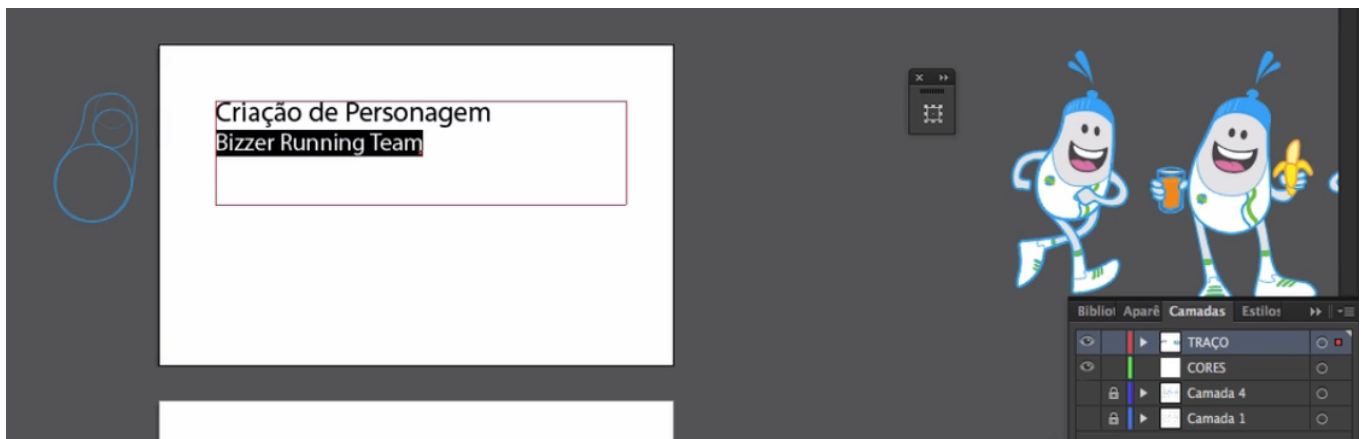 Criação de Personagem
Bizzer Running Team
Bibliot Aparê Camadas Estilos
TRAÇO
CORES
Camada 4
Camada 1